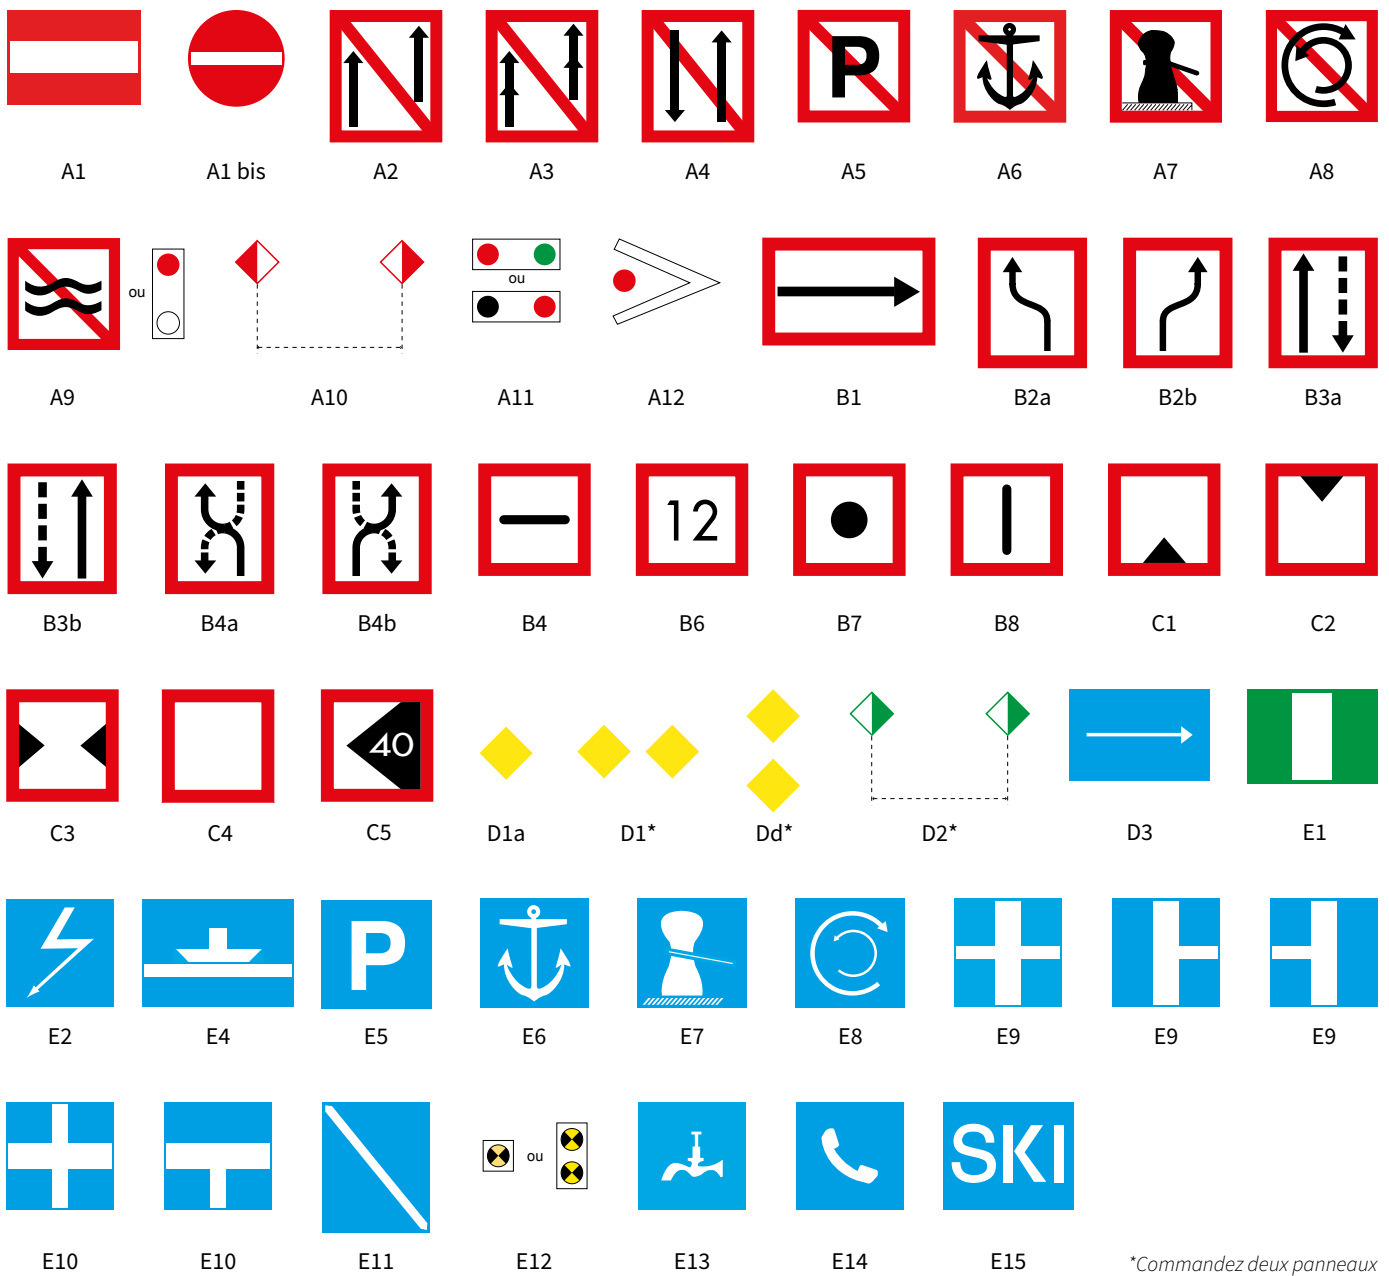 A1 A1 bis A2 A3 A4 P A5 A6 A7 A8
ou ou
A9 A10 A11 A12 B1 B2a B2b B3a
12
B3b B4a B4b B4 B6 B7 B8 C1 C2
40
C3 C4 C5 D1a D1* Dd* D2* D3 E1
P
E2 E4 E5 E6 E7 E8 E9 E9 E9
ou SKI
E10 E10 E11 E12 E13 E14 E15
*Commandez deux panneaux